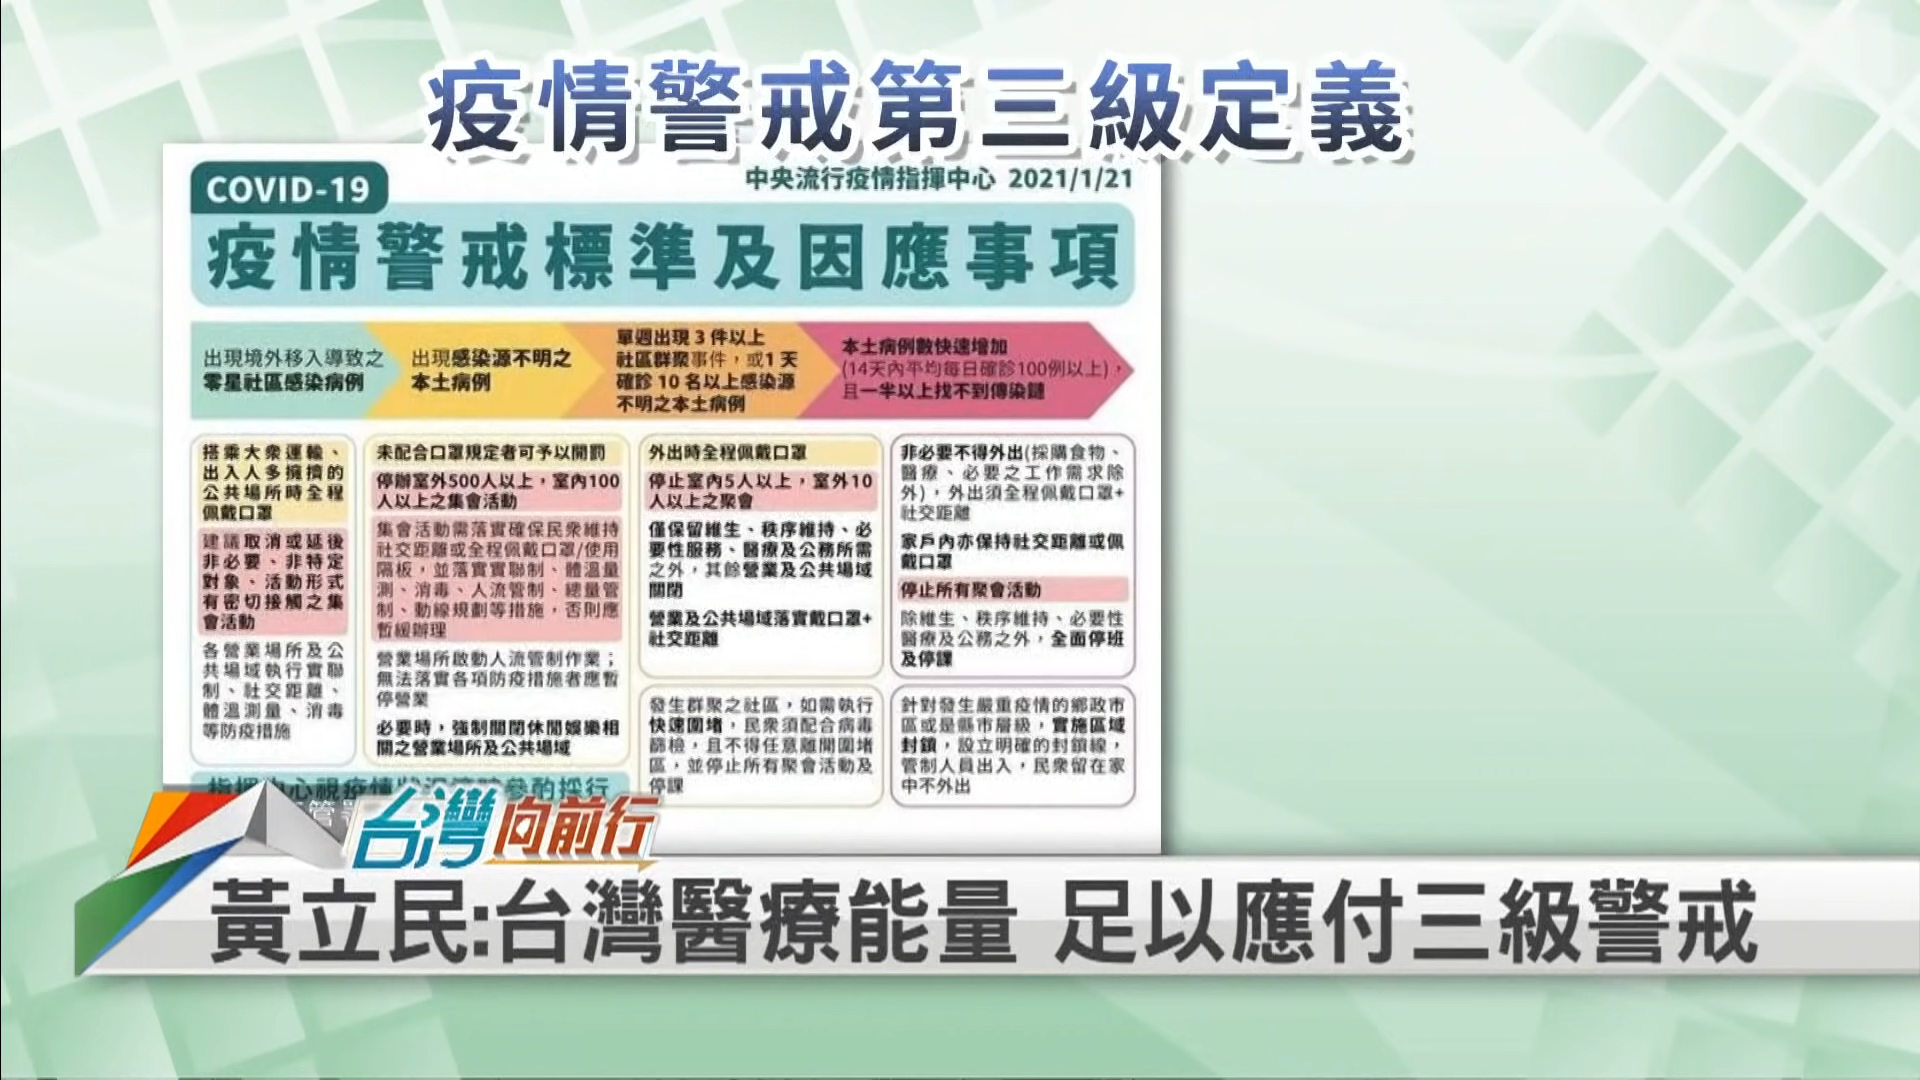 疫情警戒第三級定義
COVID-19
中央流行疫情指揮中心 2021/1/21
疫情警戒標準及因應事項
出現境外移入導致之
零星社區感染病例
出現感染源不明之
本土病例
單週出現 3 件以上
社區群聚事件，或1 天
確診 10 名以上感染源
不明之本土病例
本土病例數快速增加
(14天內平均每日確診100例以上)，
且一半以上找不到傳染鏈
搭乘大眾運輸、
出入人多擁擠的
公共場所時全程
佩戴口罩
建議取消或延後
非必要、非特定
對象、活動形式
有密切接觸之集
會活動
各營業場所及公
共場域執行實聯
制、社交距離、
體溫測量、消毒
等防疫措施
未配合口罩規定者可予以開罰
停辦室外500人以上，室內100
人以上之集會活動
集會活動需落實確保民眾維持
社交距離或全程佩戴口罩/使用
隔板，並落實實聯制、體溫量
測、消毒、人流管制、總量管
制、動線規劃等措施，否則應
暫緩辦理
營業場所啟動人流管制作業；
無法落實各項防疫措施者應暫
停營業
必要時，強制關閉休閒娛樂相
關之營業場所及公共場域
外出時全程佩戴口罩
停止室內5人以上，室外10
人以上之聚會
僅保留維生、秩序維持、必
要性服務、醫療及公務所需
之外，其餘營業及公共場域
關閉
營業及公共場域落實戴口罩+
社交距離
發生群聚之社區，如需執行
快速圍堵，民眾須配合病毒
篩檢，且不得任意離開圍堵
區，並停止所有聚會活動及
停課
非必要不得外出(採購食物、
醫療、必要之工作需求除
外)，外出須全程佩戴口罩+
社交距離
家戶內亦保持社交距離或佩
戴口罩
停止所有聚會活動
除維生、秩序維持、必要性
醫療及公務之外，全面停班
及停課
針對發生嚴重疫情的鄉政市
區或是縣市層級，實施區域
封鎖，設立明確的封鎖線，
管制人員出入，民眾留在家
中不外出
指揮中心視疫情狀況 參酌採行
管
台灣向前行
黃立民:台灣醫療能量 足以應付三級警戒